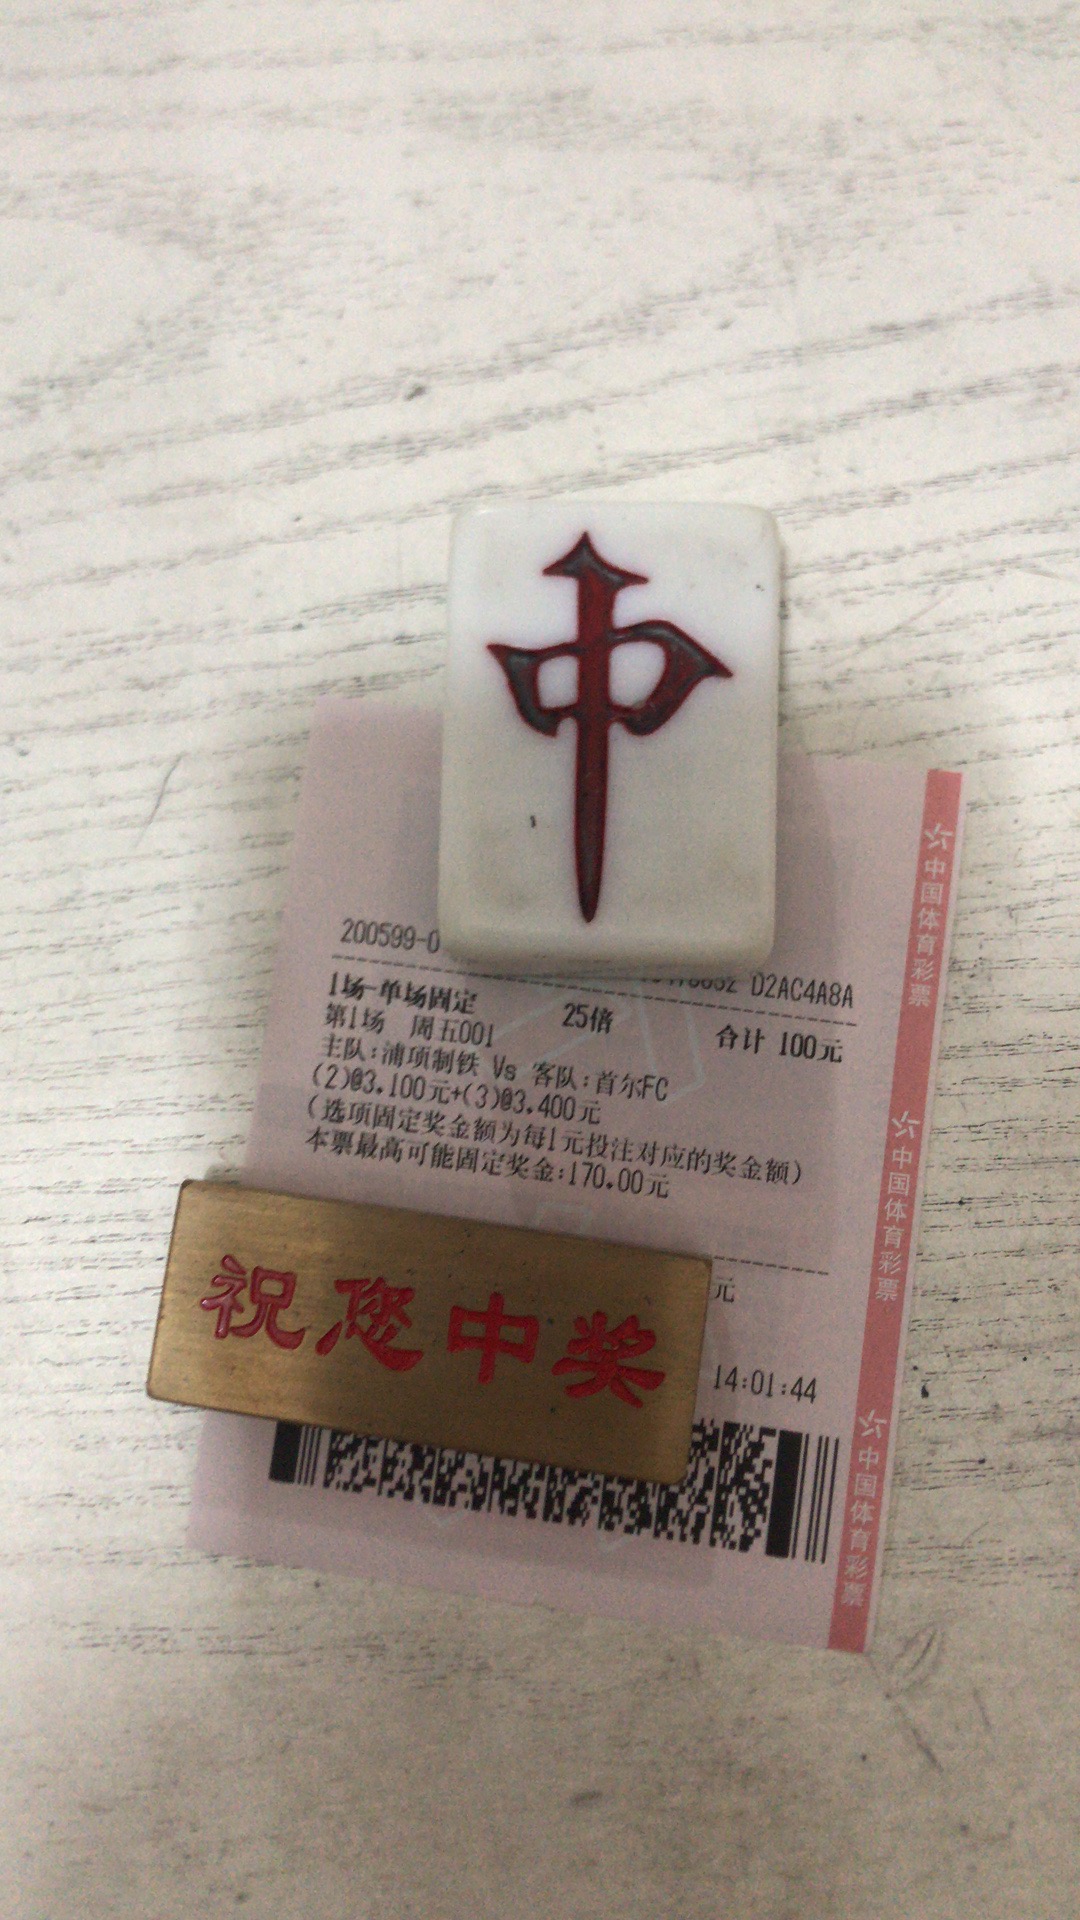 中
200599-0
D2AC4A8A
1场-单场固定 25倍 合计 100元
第1场 周五001
主队:浦项制铁 Vs 客队:首尔FC
(2)@3.100元+(3)@3.400元
(选项固定奖金额为每1元投注对应的奖金额)
本票最高可能固定奖金:170.00元
元
祝您中奖
14:01:44
中国体育彩票
中国体育彩票
中国体育彩票